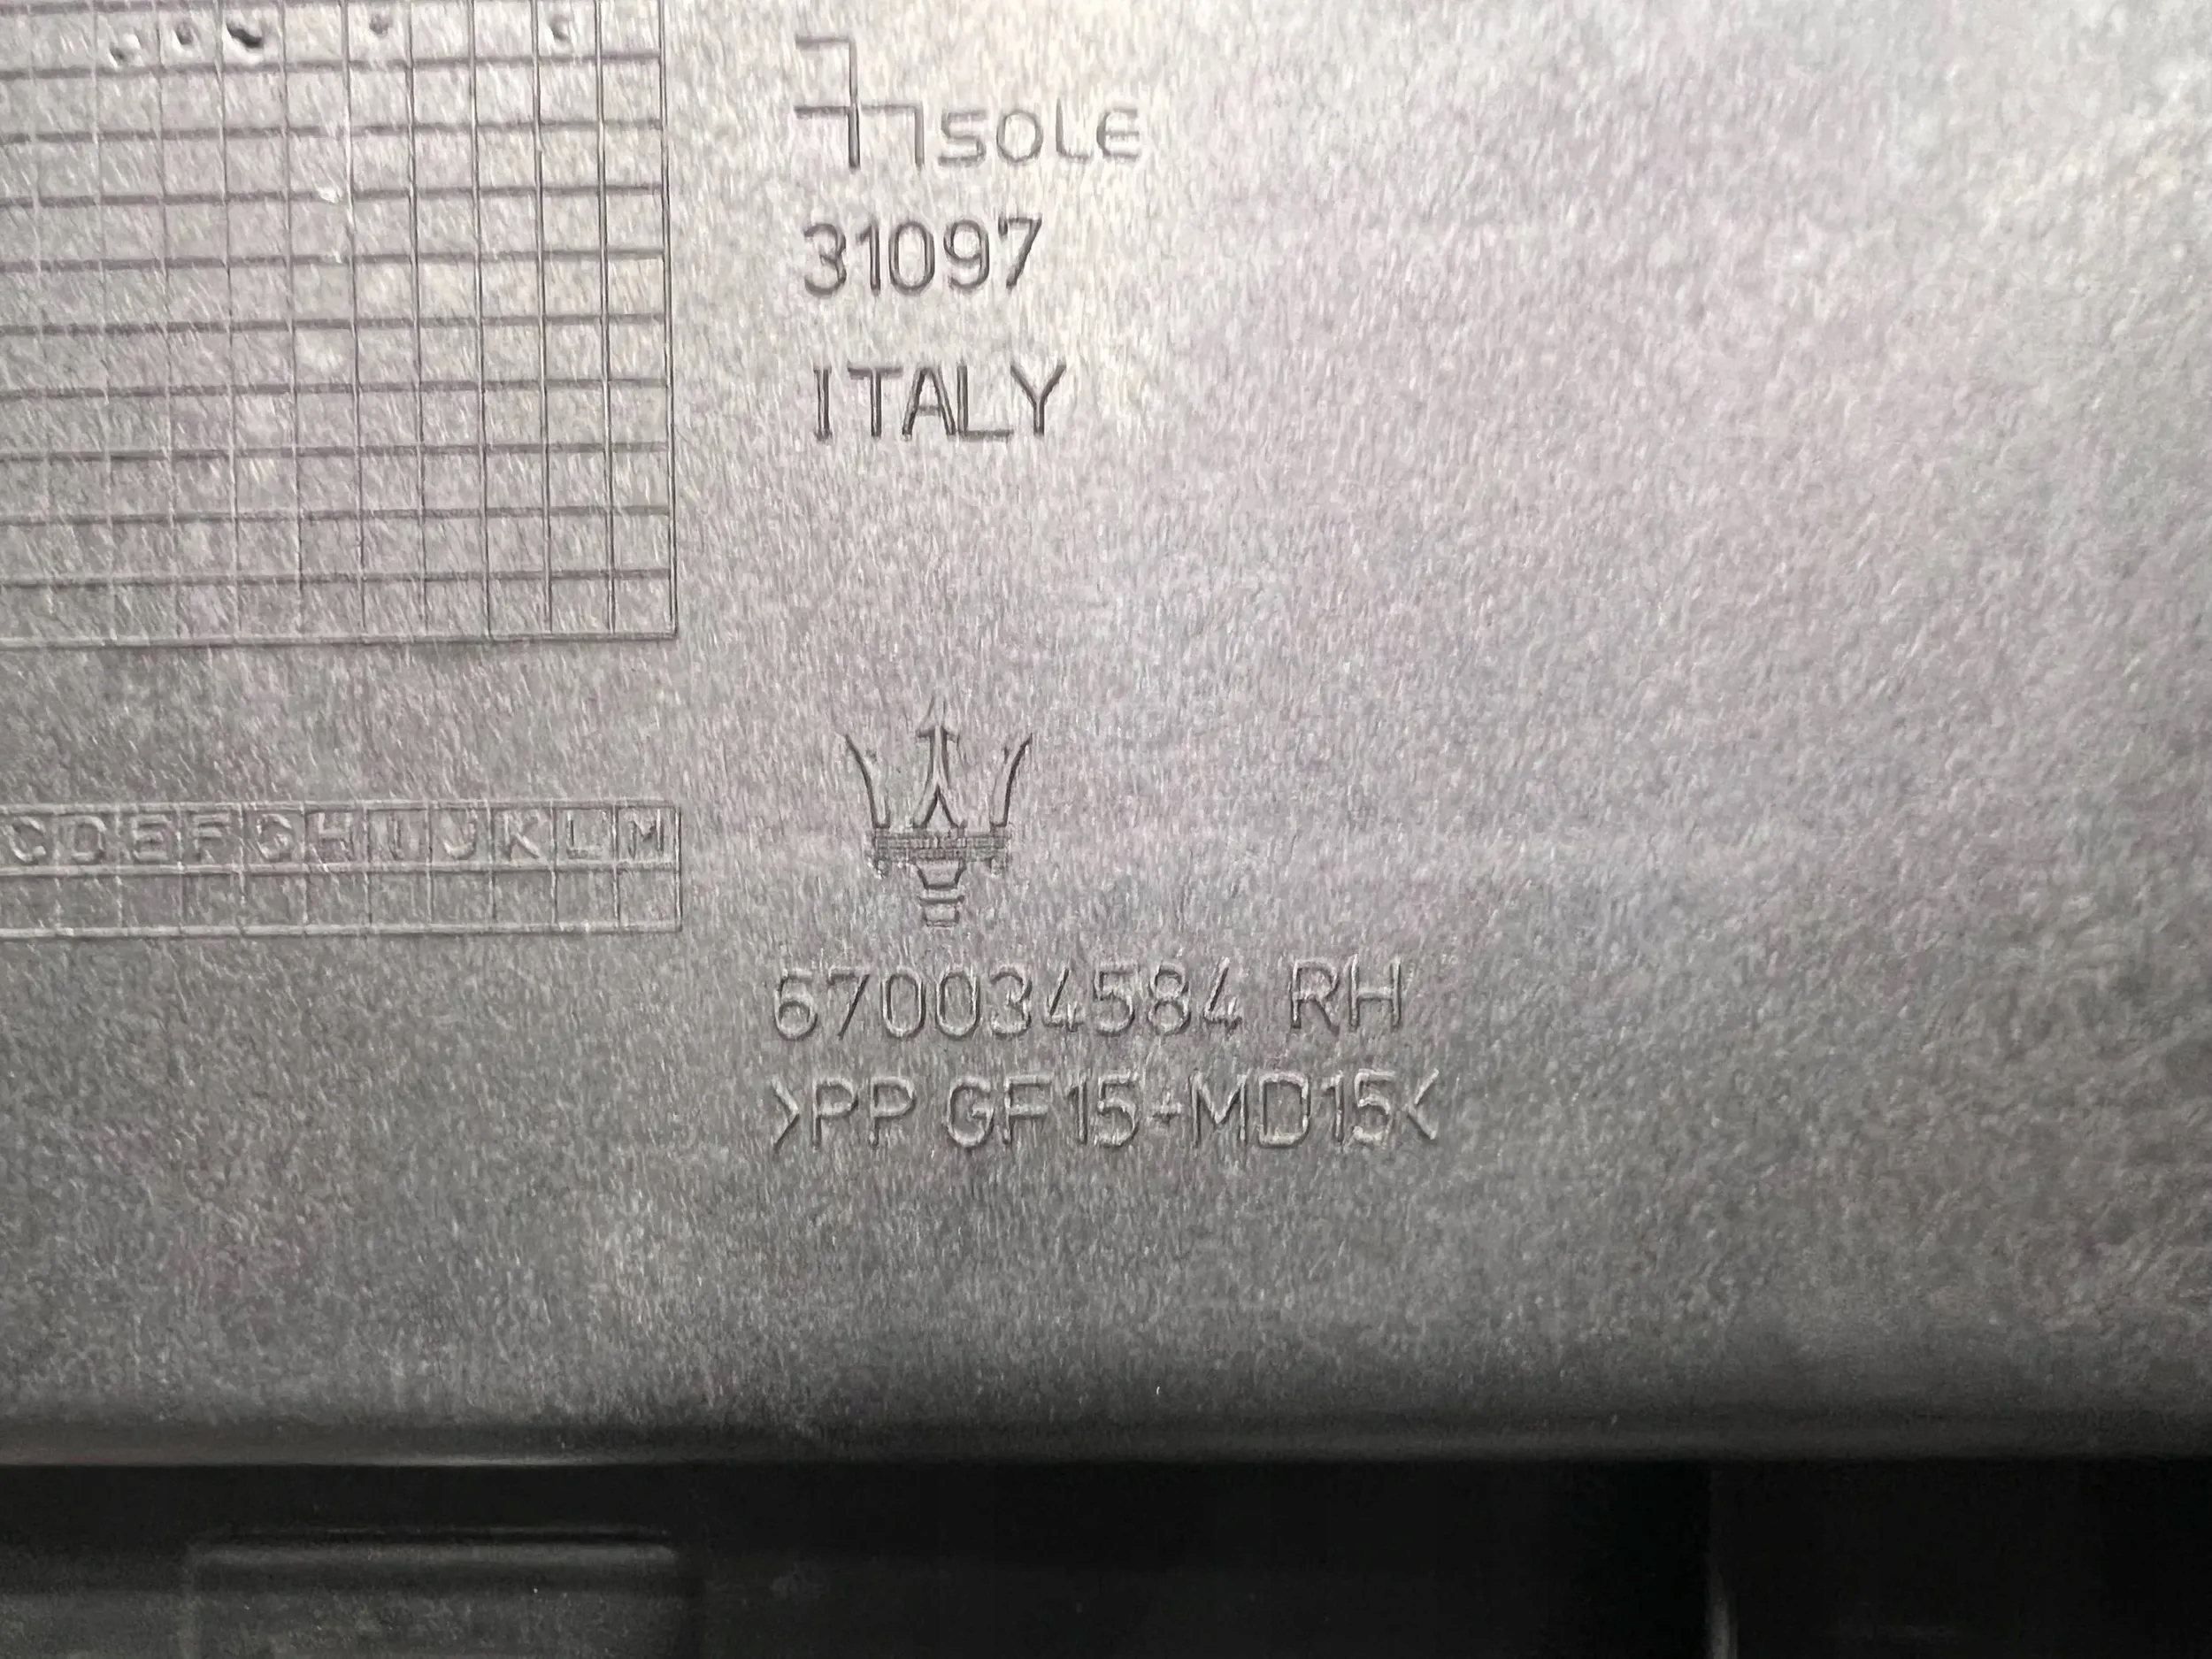 SOLE
31097
ITALY
C D E F G H I J K L M
670034584 RH
>PP GF15+MD15<